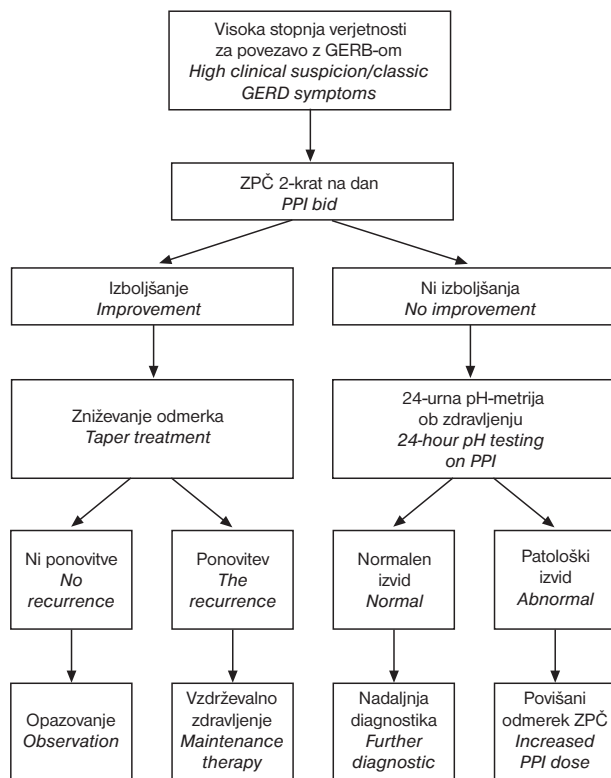 Visoka stopnja verjetnosti
za povezavo z GERB-om
High clinical suspicion/classic
GERD symptoms
ZPČ 2-krat na dan
PPI bid
Izboljšanje
Improvement
Ni izboljšanja
No improvement
Zniževanje odmerka
Taper treatment
24-urna pH-metrija
ob zdravljenju
24-hour pH testing
on PPI
Ni ponovitve
No
recurrence
Ponovitev
The
recurrence
Normalen
izvid
Normal
Patološki
izvid
Abnormal
Opazovanje
Observation
Vzdrževalno
zdravljenje
Maintenance
therapy
Nadaljnja
diagnostika
Further
diagnostic
Povišani
odmerek ZPČ
Increased
PPI dose